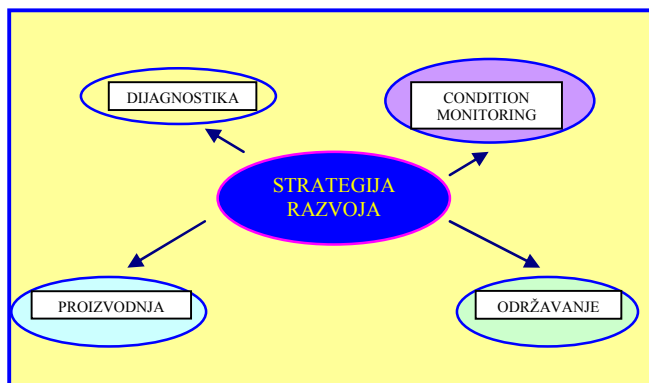 DIJAGNOSTIKA
CONDITION
MONITORING
STRATEGIJA
RAZVOJA
PROIZVODNJA
ODRŽAVANJE